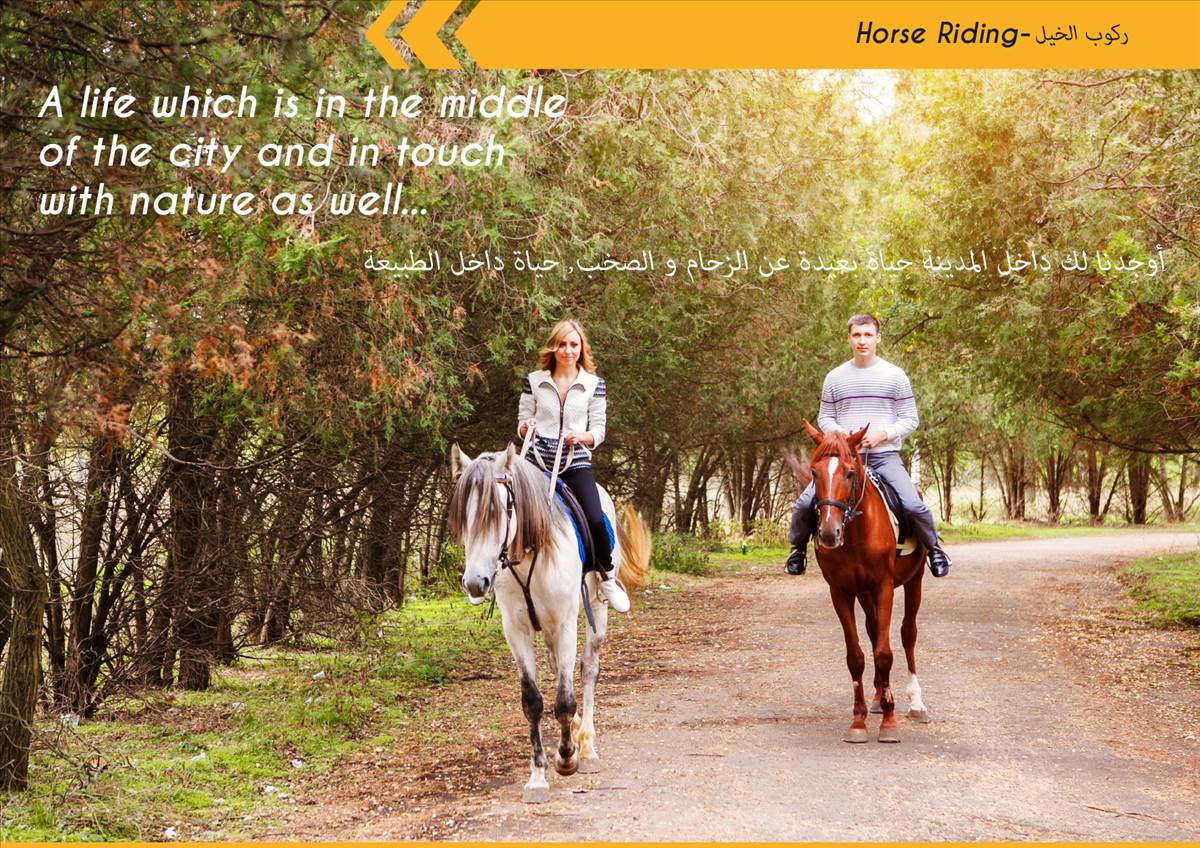 Horse Riding-ركوب الخيل
A life which is in the middle
of the city and in touch
with nature as well...
أوجدنا لك داخل المدينة حياة بعيدة عن الزحام و الصخب, حياة داخل الطبيعة